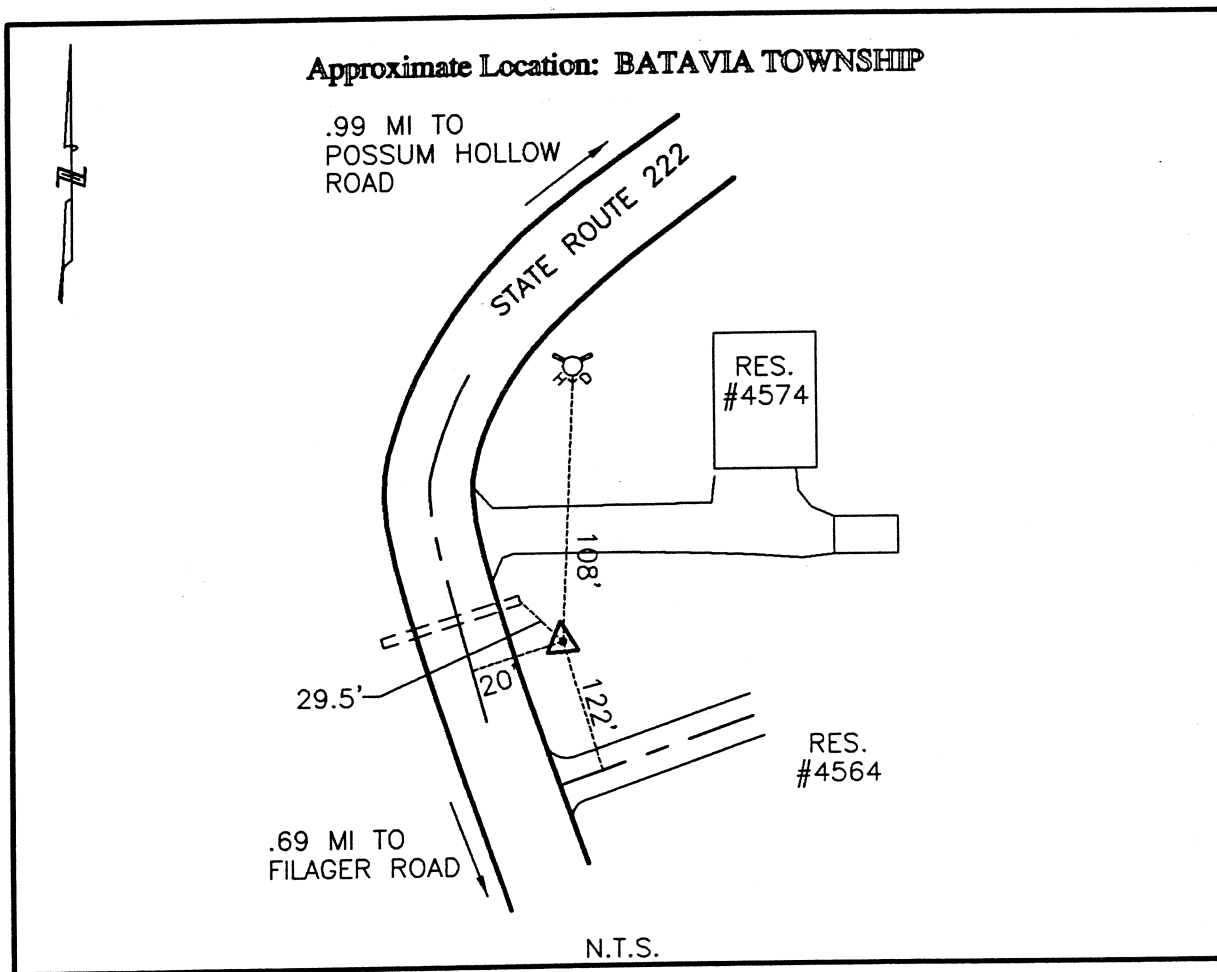 Approximate Location: BATAVIA TOWNSHIP
.99 MI TO
POSSUM HOLLOW
ROAD
N
STATE ROUTE 222
RES.
#4574
H D
108'
29.5'
20'
122'
RES.
#4564
.69 MI TO
FILAGER ROAD
N.T.S.